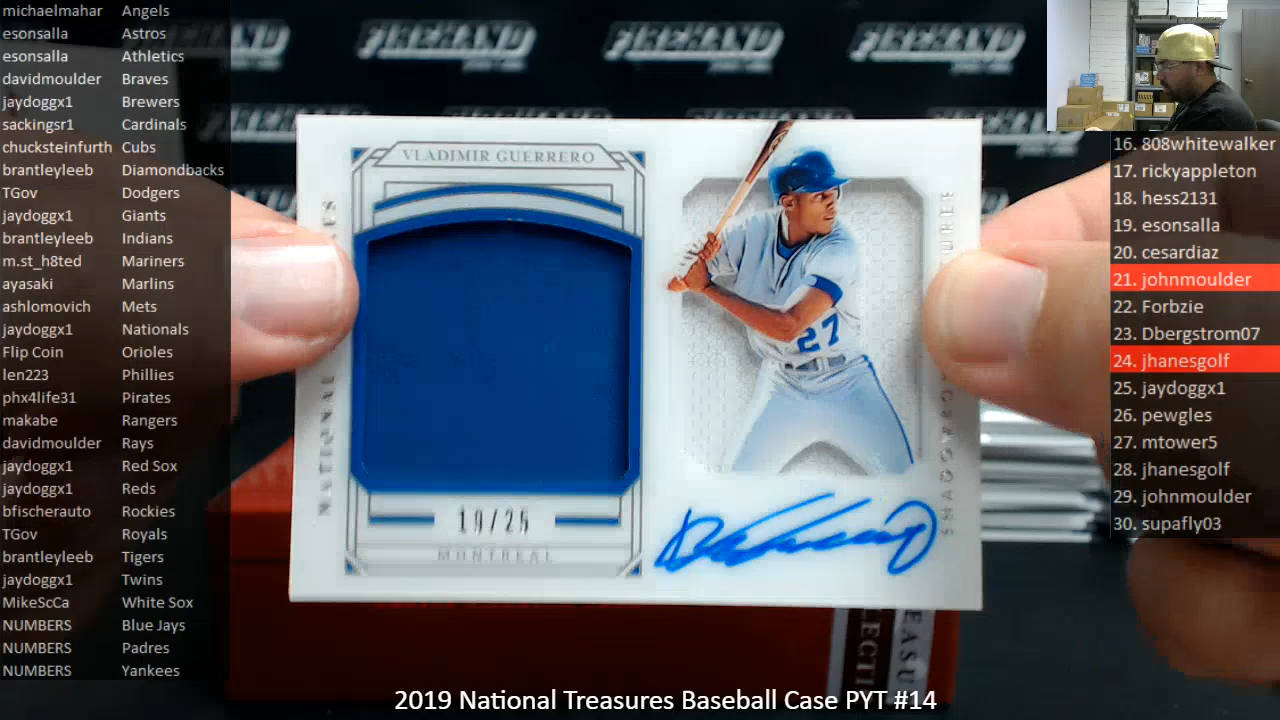 michaelmahar Angels
esonsalla Astros
esonsalla Athletics
davidmoulder Braves
jaydoggx1 Brewers
sackingsr1 Cardinals
chucksteinfurth Cubs
brantleyleeb Diamondbacks
TGov Dodgers
jaydoggx1 Giants
brantleyleeb Indians
m.st_h8ted Mariners
ayasaki Marlins
ashlomovich Mets
jaydoggx1 Nationals
Flip Coin Orioles
len223 Phillies
phx4life31 Pirates
makabe Rangers
davidmoulder Rays
jaydoggx1 Red Sox
jaydoggx1 Reds
bfischerauto Rockies
TGov Royals
brantleyleeb Tigers
jaydoggx1 Twins
MikeScCa White Sox
NUMBERS Blue Jays
NUMBERS Padres
NUMBERS Yankees
FIREHAND FIREHAND FIREHAND
VLADIMIR GUERRERO
27
19/25
MONTREAL
NATIONAL
16. 808whitewalker
17. rickyappleton
18. hess2131
19. esonsalla
20. cesardiaz
21. johnmoulder
22. Forbzie
23. Dbergstrom07
24. jhanesgolf
25. jaydoggx1
26. pewgles
27. mtower5
28. jhanesgolf
29. johnmoulder
30. supafly03
2019 National Treasures Baseball Case PYT #14